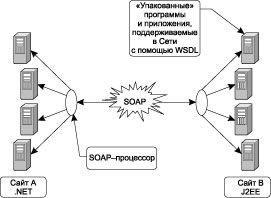 «Упакованные»
программы
и приложения,
поддерживаемые
в Сети
с помощью WSDL
SOAP
SOAP–процессор
Сайт A
.NET
Сайт B
J2EE